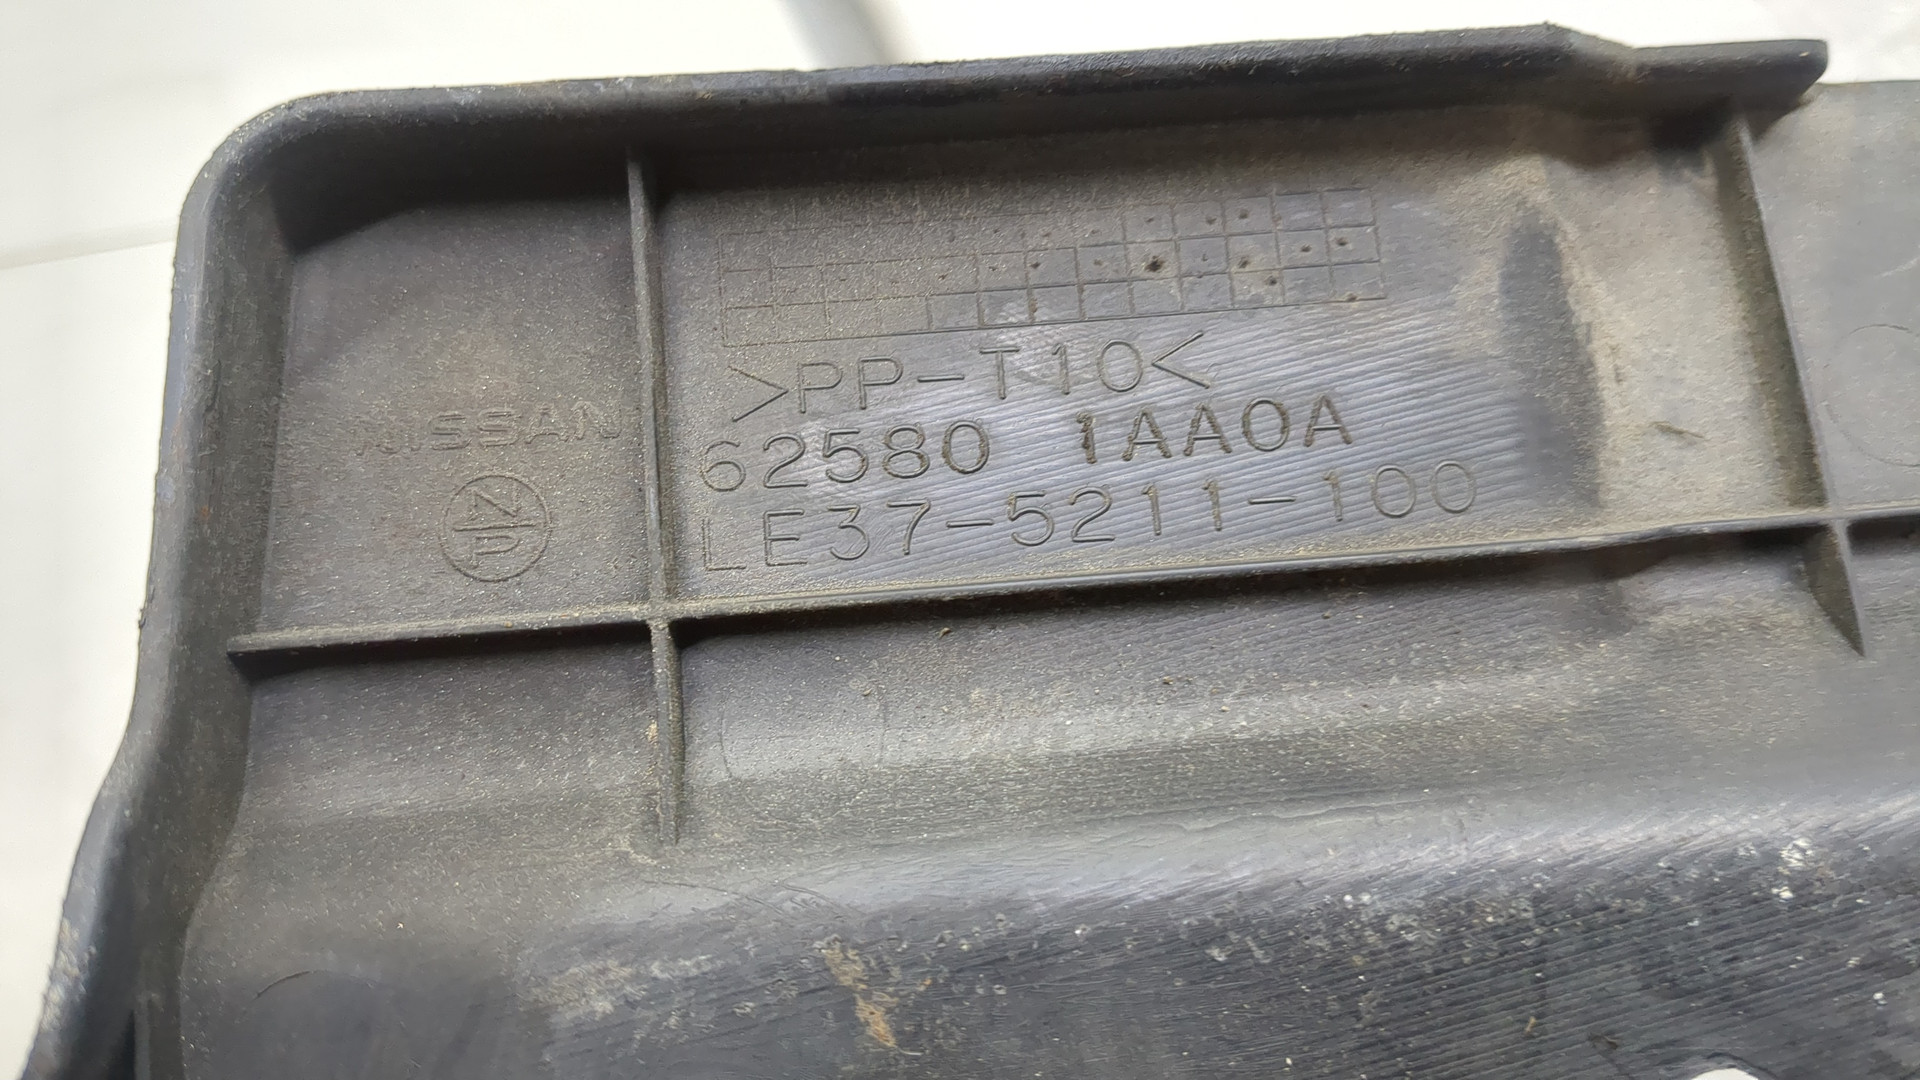 >PP-T10<
NISSAN
62580 1AA0A
N
P
LE37-5211-100